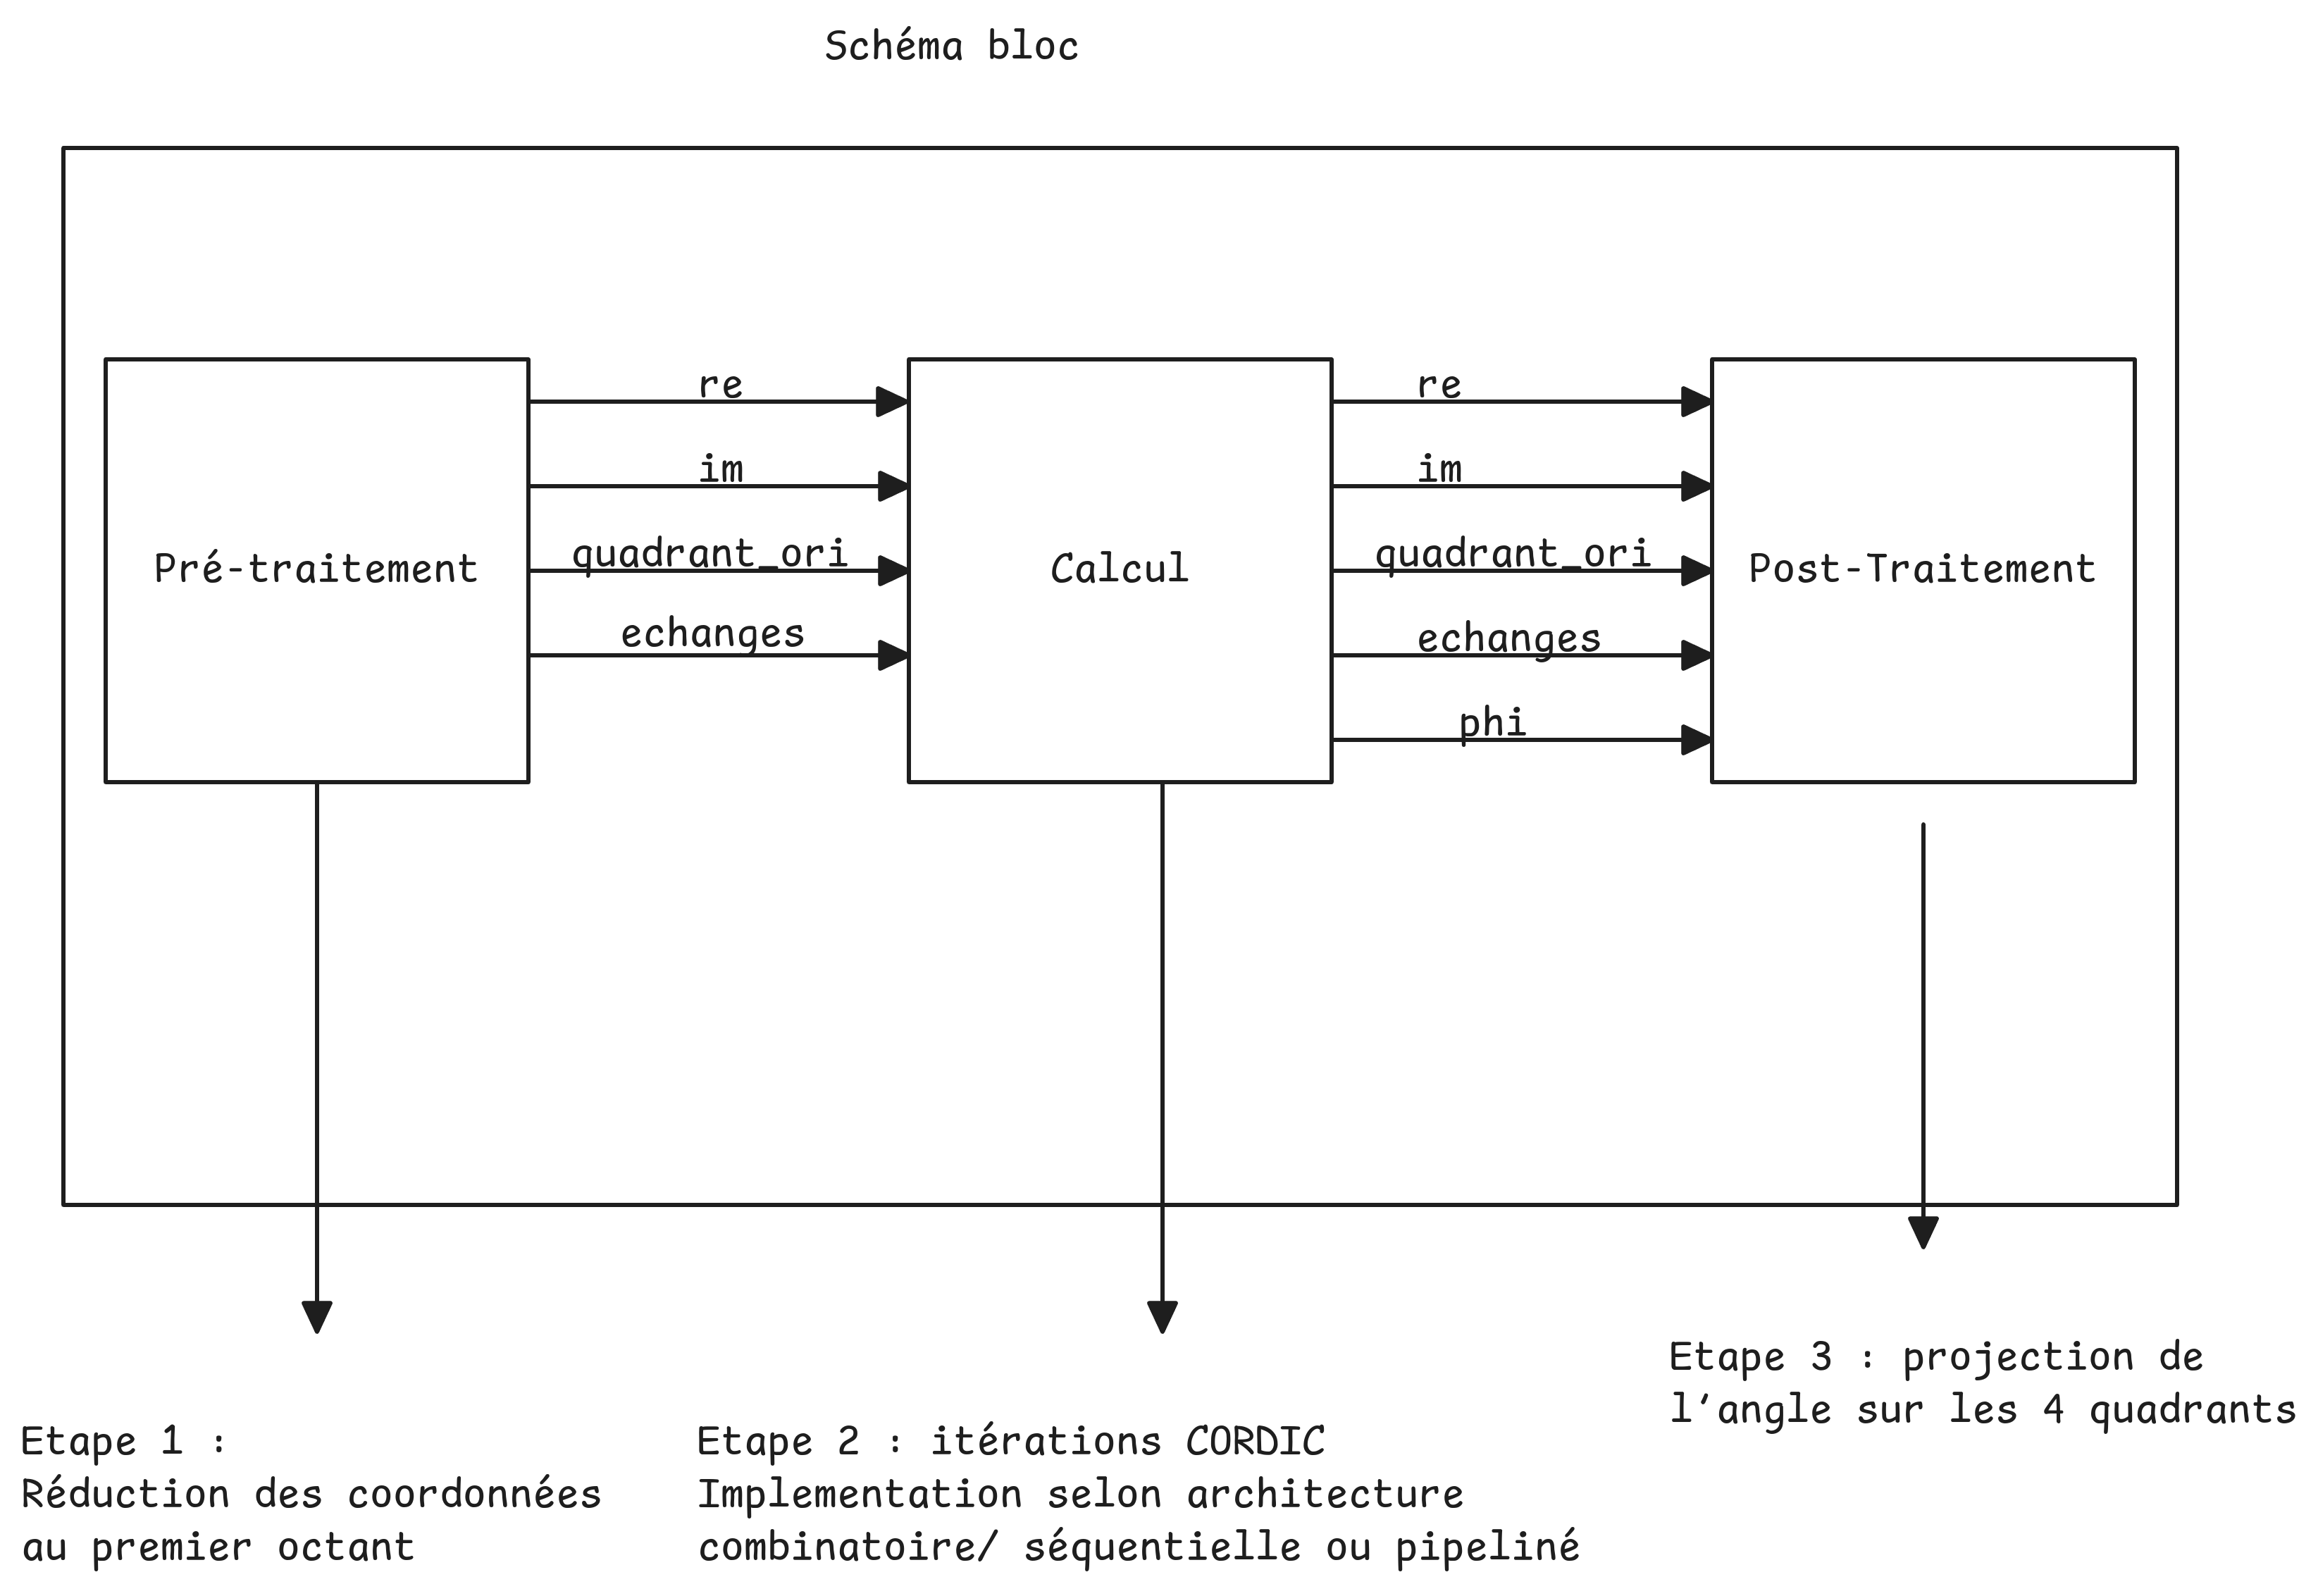 Schéma bloc
re
re
im
im
Pré-traitement
quadrant_ori
Calcul
quadrant_ori
Post-Traitement
echanges
echanges
phi
Etape 1 :
Réduction des coordonnées
au premier octant
Etape 2 : itérations CORDIC
Implementation selon architecture
combinatoire/ séquentielle ou pipeliné
Etape 3 : projection de
l'angle sur les 4 quadrants